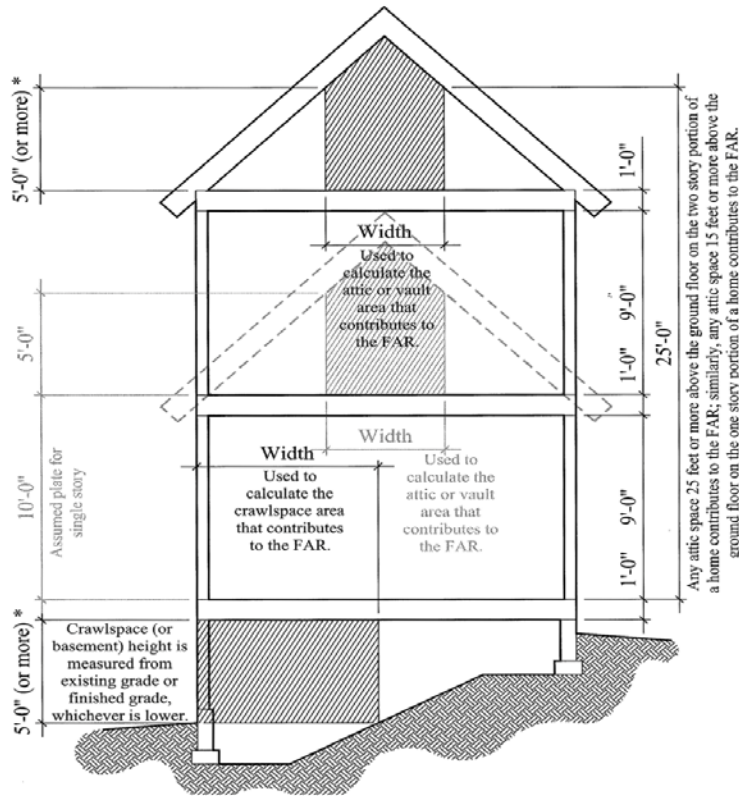 5'-0" (or more) *
5'-0"
10'-0"
Assumed plate for
single story
5'-0" (or more) *
Width
Used to
calculate the
attic or vault
area that
contributes to
the FAR.
Width
Used to
calculate the
crawlspace area
that contributes
to the FAR.
Width
Used to
calculate the
attic or vault
area that
contributes to
the FAR.
Crawlspace (or
basement) height is
measured from
existing grade or
finished grade,
whichever is lower.
1'-0"
9'-0"
1'-0"
9'-0"
1'-0"
25'-0"
Any attic space 25 feet or more above the ground floor on the two story portion of
a home contributes to the FAR; similarly, any attic space 15 feet or more above the
ground floor on the one story portion of a home contributes to the FAR.